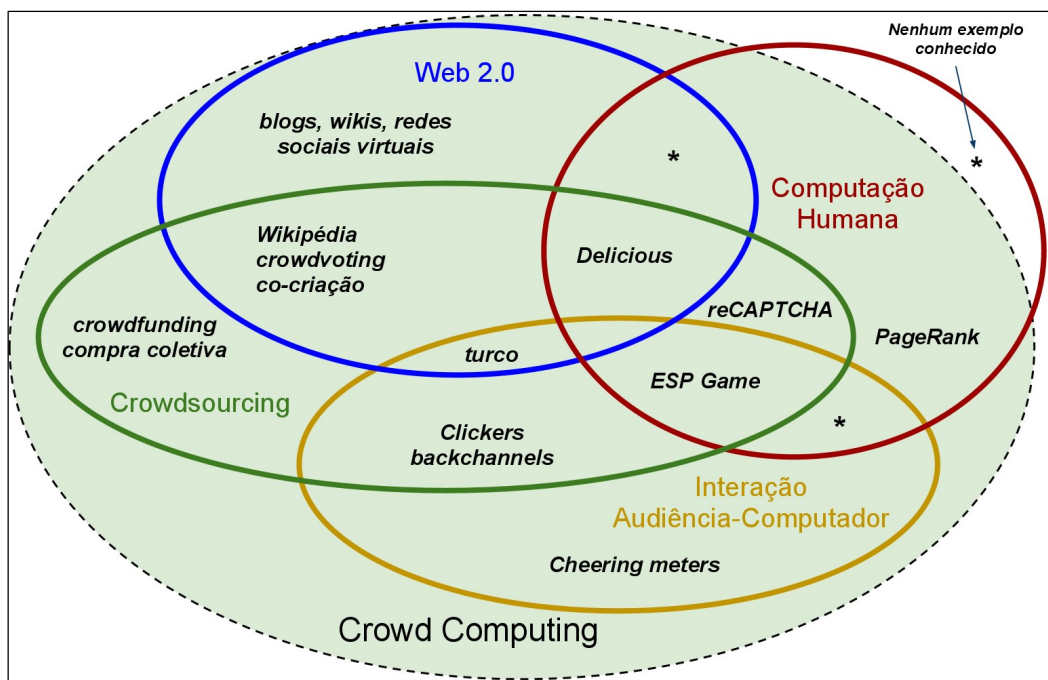 Nenhum exemplo
conhecido
Web 2.0
blogs, wikis, redes
sociais virtuais
*
*
Computação
Humana
Wikipédia
crowdvoting
co-criação
Delicious
reCAPTCHA
crowdfunding
compra coletiva
PageRank
turco
ESP Game
Crowdsourcing
*
Clickers
backchannels
Interação
Audiência-Computador
Cheering meters
Crowd Computing